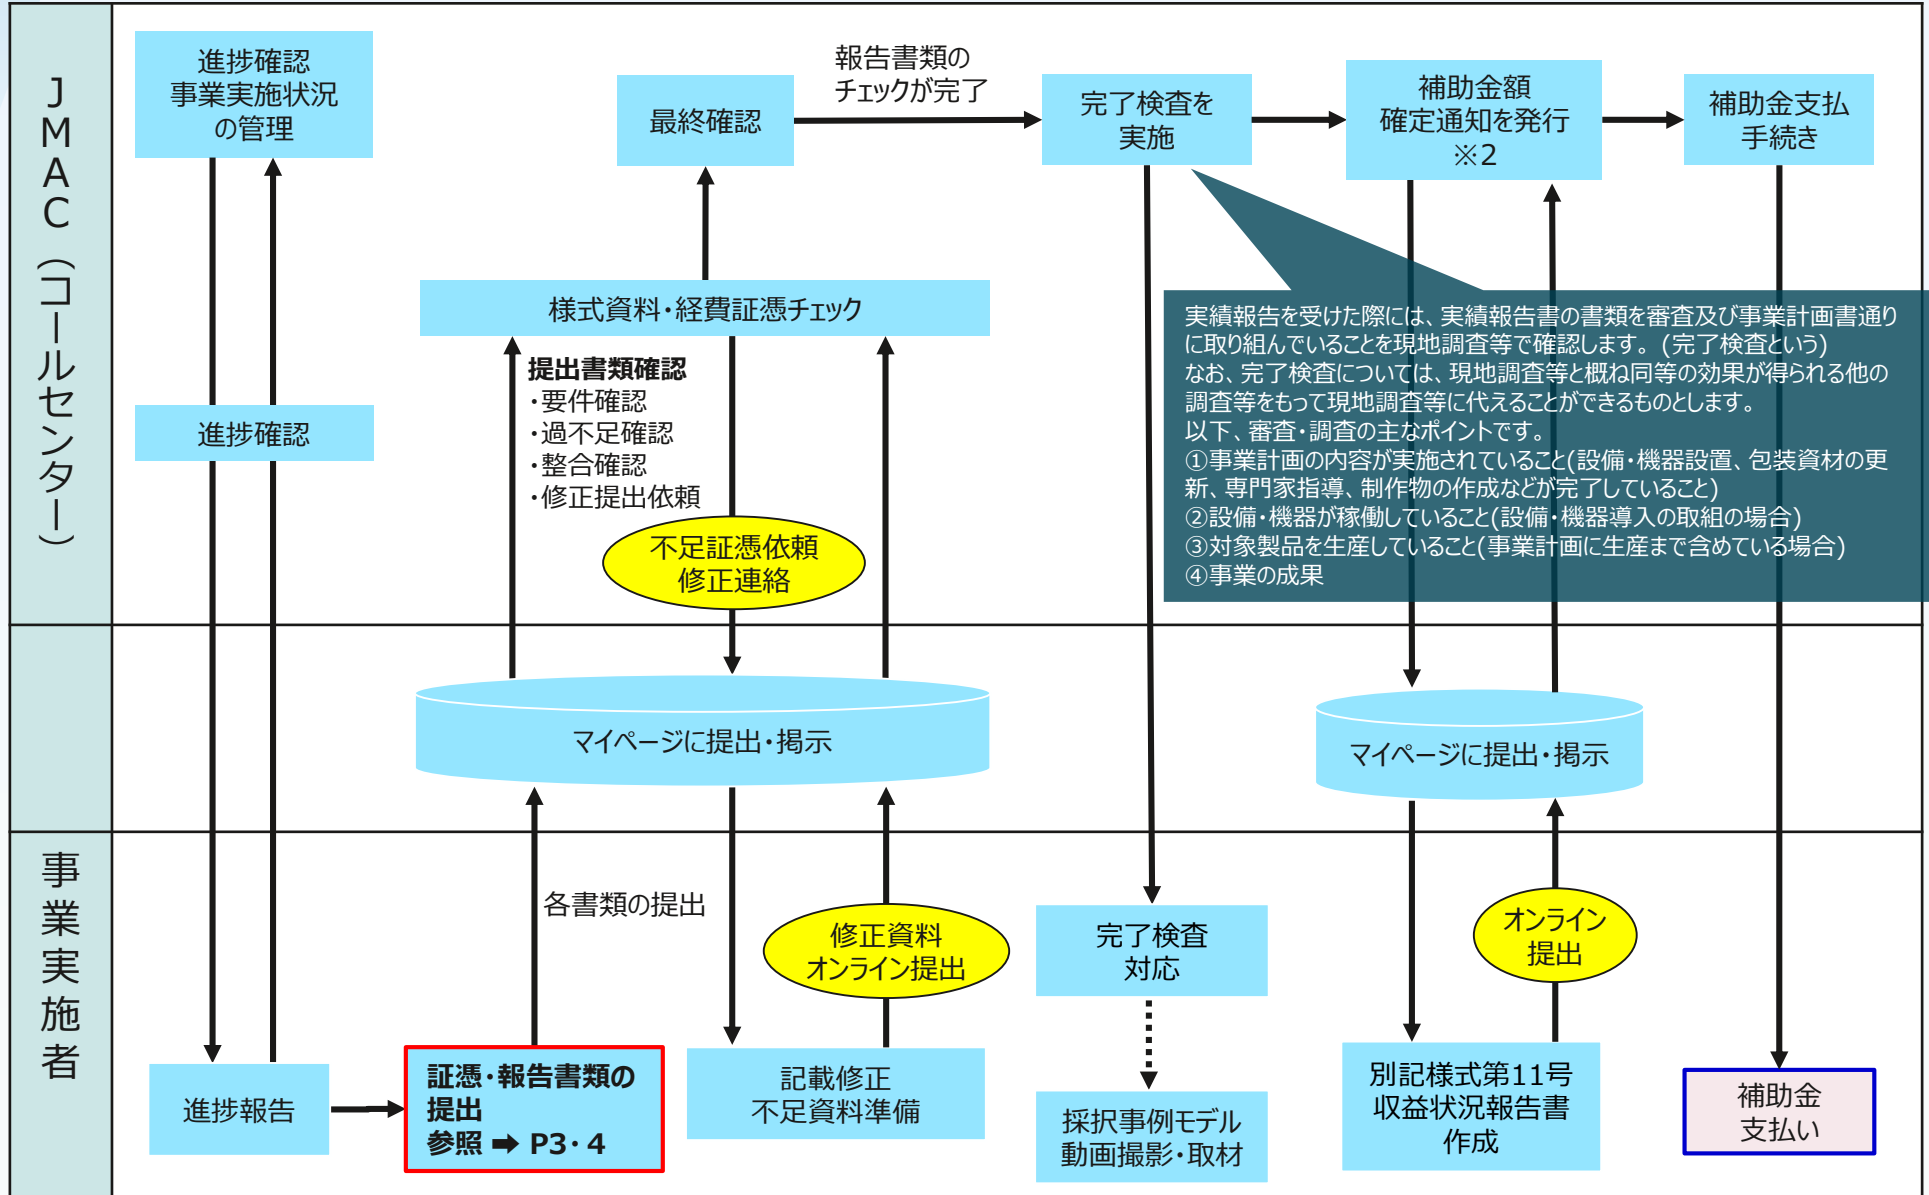 JMAC（コールセンター）
進捗確認
事業実施状況
の管理
進捗確認
最終確認
報告書類の
チェックが完了
完了検査を
実施
補助金額
確定通知を発行
※2
補助金支払
手続き
様式資料・経費証憑チェック
提出書類確認
・要件確認
・過不足確認
・整合確認
・修正提出依頼
不足証憑依頼
修正連絡
実績報告を受けた際には、実績報告書の書類を審査及び事業計画書通り
に取り組んでいることを現地調査等で確認します。(完了検査という)
なお、完了検査については、現地調査等と概ね同等の効果が得られる他の
調査等をもって現地調査等に代えることができるものとします。
以下、審査・調査の主なポイントです。
①事業計画の内容が実施されていること(設備・機器設置、包装資材の更
新、専門家指導、制作物の作成などが完了していること)
②設備・機器が稼働していること(設備・機器導入の取組の場合)
③対象製品を生産していること(事業計画に生産まで含めている場合)
④事業の成果
マイページに提出・掲示
マイページに提出・掲示
事業実施者
各書類の提出
修正資料
オンライン提出
完了検査
対応
オンライン
提出
進捗報告
証憑・報告書類の
提出
参照 ➡ P3・4
記載修正
不足資料準備
採択事例モデル
動画撮影・取材
別記様式第11号
収益状況報告書
作成
補助金
支払い